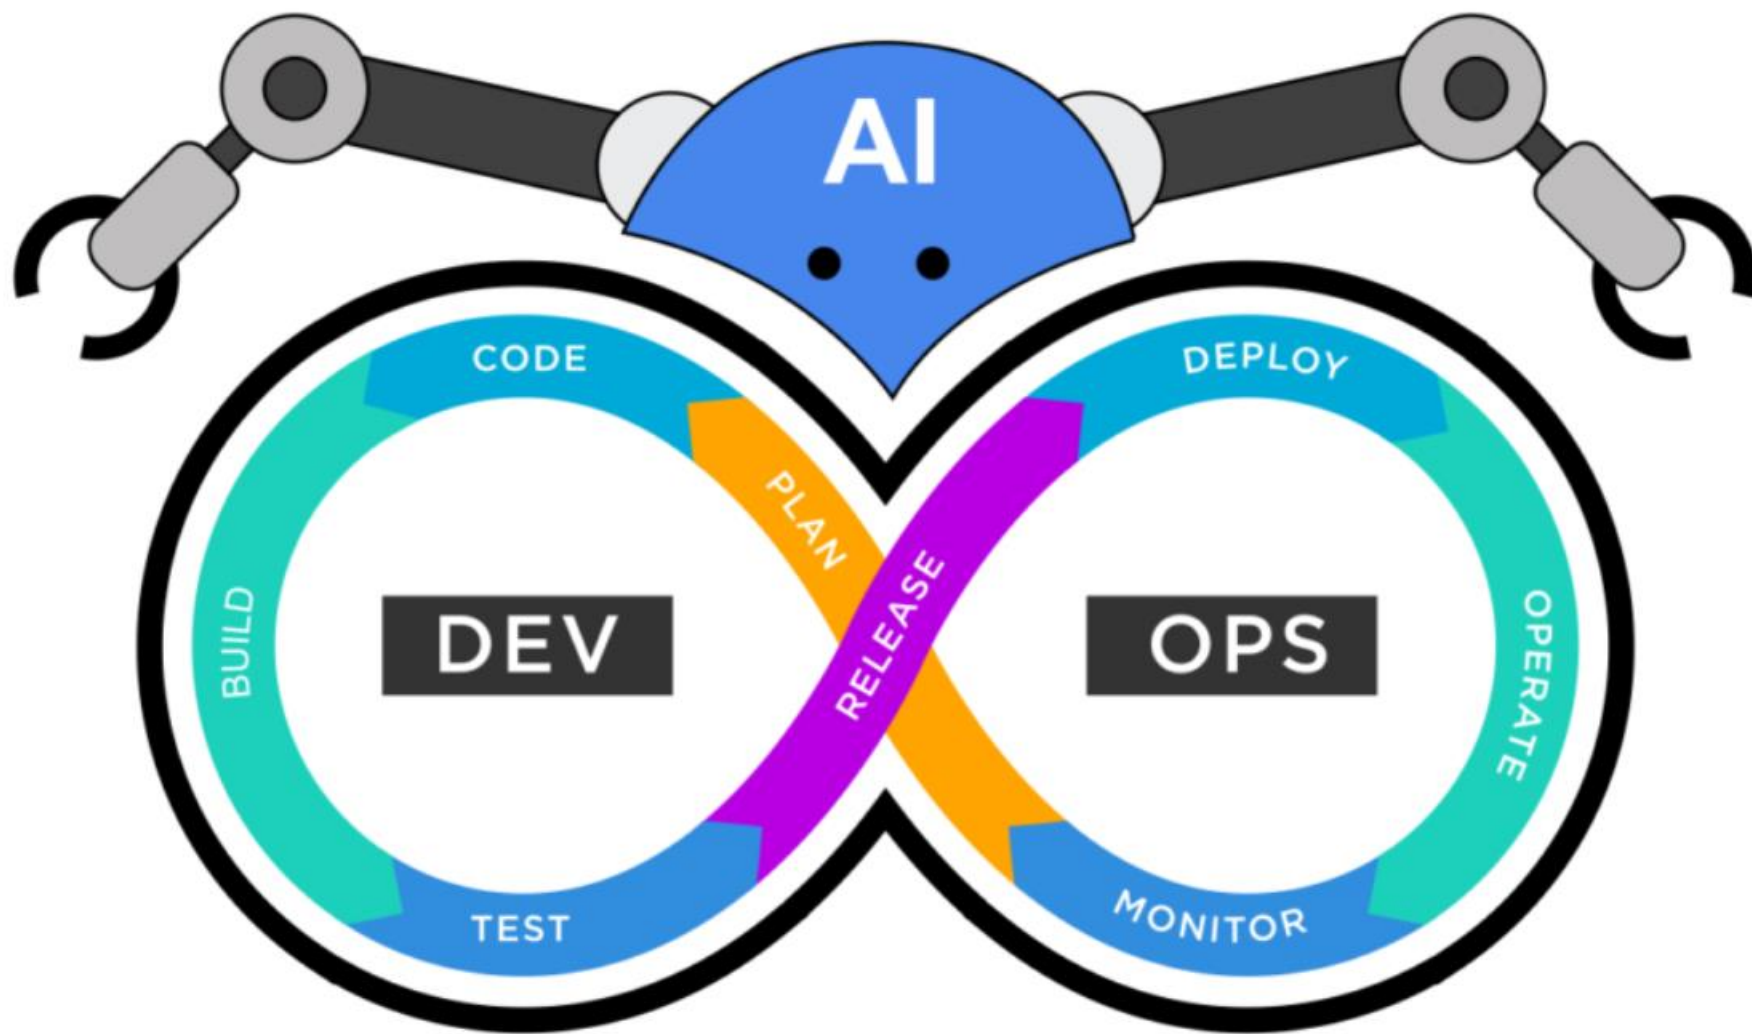 AI
CODE
DEPLOY
PLAN
RELEASE
BUILD
DEV
OPS
OPERATE
TEST
MONITOR